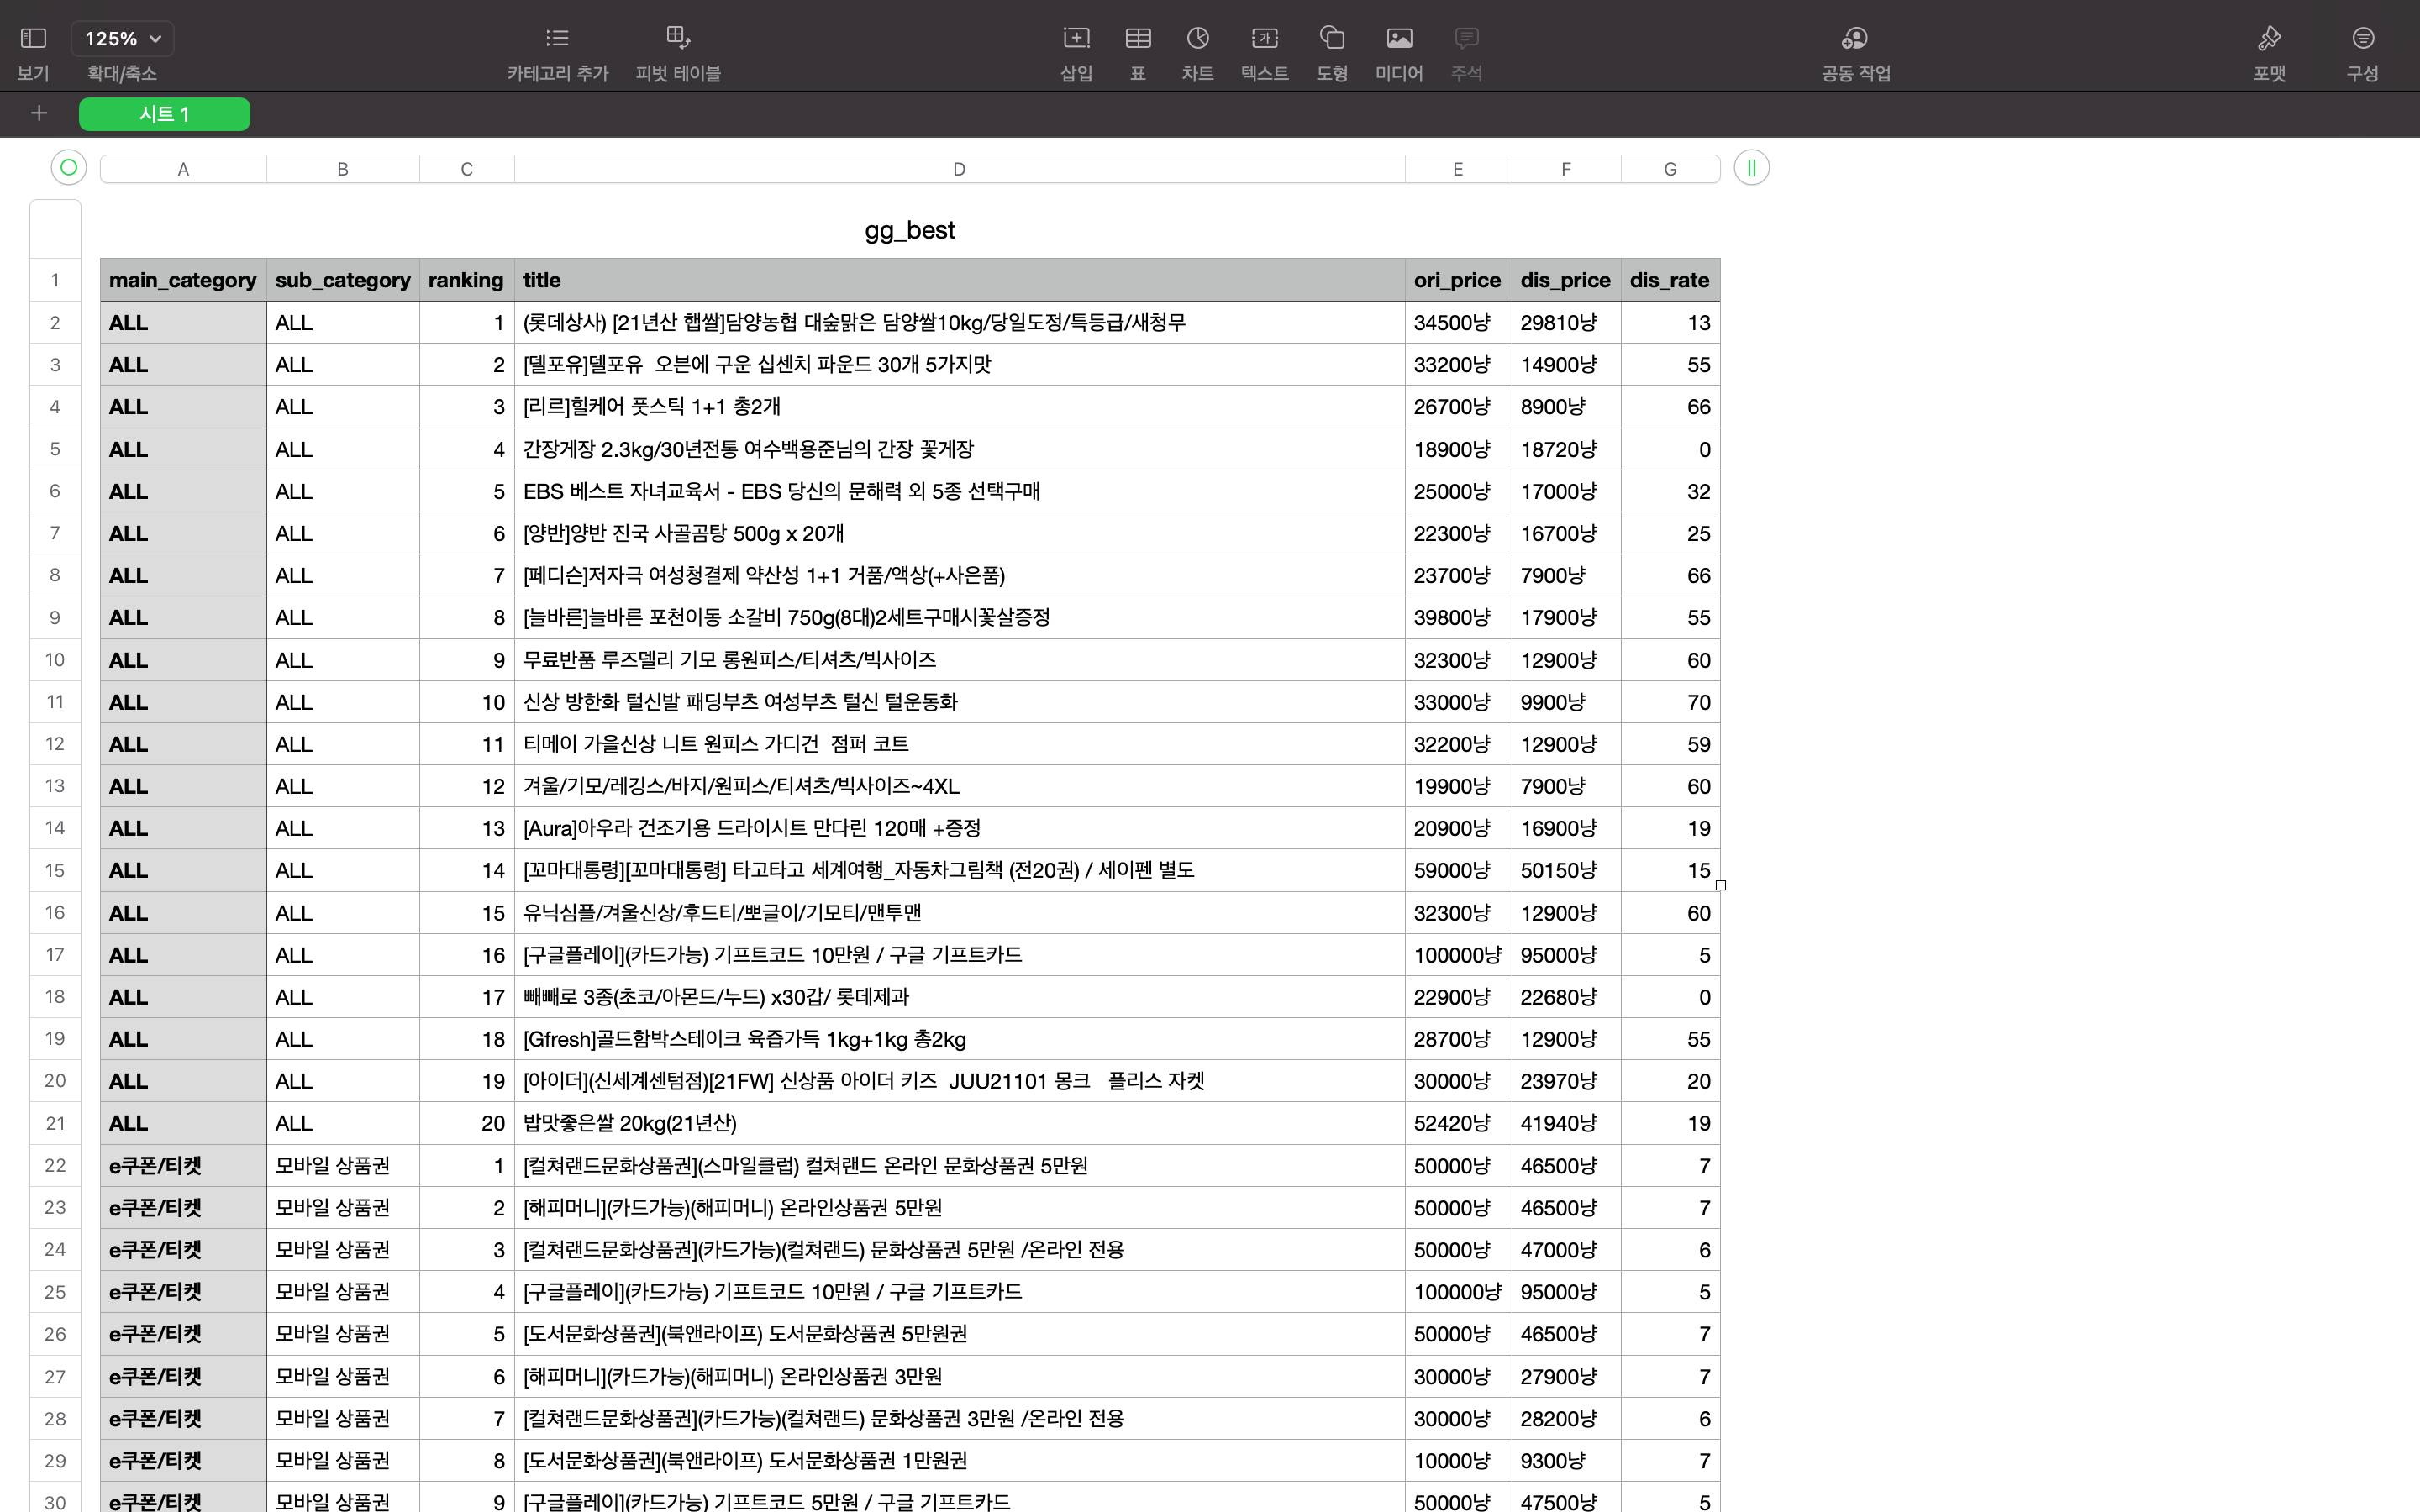 125%
보기 확대/축소 카테고리 추가 피벗 테이블 삽입 표 차트 텍스트 도형 미디어 주석 공동 작업 포맷 구성
시트 1
A B C D E F G
gg_best
1 main_category sub_category ranking title ori_price dis_price dis_rate
2 ALL ALL 1 (롯데상사) [21년산 햅쌀]담양농협 대숲맑은 담양쌀10kg/당일도정/특등급/새청무 34500냥 29810냥 13
3 ALL ALL 2 [델포유]델포유 오븐에 구운 십센치 파운드 30개 5가지맛 33200냥 14900냥 55
4 ALL ALL 3 [리르]힐케어 풋스틱 1+1 총2개 26700냥 8900냥 66
5 ALL ALL 4 간장게장 2.3kg/30년전통 여수백용준님의 간장 꽃게장 18900냥 18720냥 0
6 ALL ALL 5 EBS 베스트 자녀교육서 - EBS 당신의 문해력 외 5종 선택구매 25000냥 17000냥 32
7 ALL ALL 6 [양반]양반 진국 사골곰탕 500g x 20개 22300냥 16700냥 25
8 ALL ALL 7 [페디슨]저자극 여성청결제 약산성 1+1 거품/액상(+사은품) 23700냥 7900냥 66
9 ALL ALL 8 [늘바른]늘바른 포천이동 소갈비 750g(8대)2세트구매시꽃살증정 39800냥 17900냥 55
10 ALL ALL 9 무료반품 루즈델리 기모 롱원피스/티셔츠/빅사이즈 32300냥 12900냥 60
11 ALL ALL 10 신상 방한화 털신발 패딩부츠 여성부츠 털신 털운동화 33000냥 9900냥 70
12 ALL ALL 11 티메이 가을신상 니트 원피스 가디건 점퍼 코트 32200냥 12900냥 59
13 ALL ALL 12 겨울/기모/레깅스/바지/원피스/티셔츠/빅사이즈~4XL 19900냥 7900냥 60
14 ALL ALL 13 [Aura]아우라 건조기용 드라이시트 만다린 120매 +증정 20900냥 16900냥 19
15 ALL ALL 14 [꼬마대통령][꼬마대통령] 타고타고 세계여행_자동차그림책 (전20권) / 세이펜 별도 59000냥 50150냥 15
16 ALL ALL 15 유닉심플/겨울신상/후드티/뽀글이/기모티/맨투맨 32300냥 12900냥 60
17 ALL ALL 16 [구글플레이](카드가능) 기프트코드 10만원 / 구글 기프트카드 100000냥 95000냥 5
18 ALL ALL 17 빼빼로 3종(초코/아몬드/누드) x30갑/ 롯데제과 22900냥 22680냥 0
19 ALL ALL 18 [Gfresh]골드함박스테이크 육즙가득 1kg+1kg 총2kg 28700냥 12900냥 55
20 ALL ALL 19 [아이더](신세계센텀점)[21FW] 신상품 아이더 키즈 JUU21101 몽크 플리스 자켓 30000냥 23970냥 20
21 ALL ALL 20 밥맛좋은쌀 20kg(21년산) 52420냥 41940냥 19
22 e쿠폰/티켓 모바일 상품권 1 [컬쳐랜드문화상품권](스마일클럽) 컬쳐랜드 온라인 문화상품권 5만원 50000냥 46500냥 7
23 e쿠폰/티켓 모바일 상품권 2 [해피머니](카드가능)(해피머니) 온라인상품권 5만원 50000냥 46500냥 7
24 e쿠폰/티켓 모바일 상품권 3 [컬쳐랜드문화상품권](카드가능)(컬쳐랜드) 문화상품권 5만원 /온라인 전용 50000냥 47000냥 6
25 e쿠폰/티켓 모바일 상품권 4 [구글플레이](카드가능) 기프트코드 10만원 / 구글 기프트카드 100000냥 95000냥 5
26 e쿠폰/티켓 모바일 상품권 5 [도서문화상품권](북앤라이프) 도서문화상품권 5만원권 50000냥 46500냥 7
27 e쿠폰/티켓 모바일 상품권 6 [해피머니](카드가능)(해피머니) 온라인상품권 3만원 30000냥 27900냥 7
28 e쿠폰/티켓 모바일 상품권 7 [컬쳐랜드문화상품권](카드가능)(컬쳐랜드) 문화상품권 3만원 /온라인 전용 30000냥 28200냥 6
29 e쿠폰/티켓 모바일 상품권 8 [도서문화상품권](북앤라이프) 도서문화상품권 1만원권 10000냥 9300냥 7
30 e쿠폰/티켓 모바일 상품권 9 [구글플레이](카드가능) 기프트코드 5만원 / 구글 기프트카드 50000냥 47500냥 5